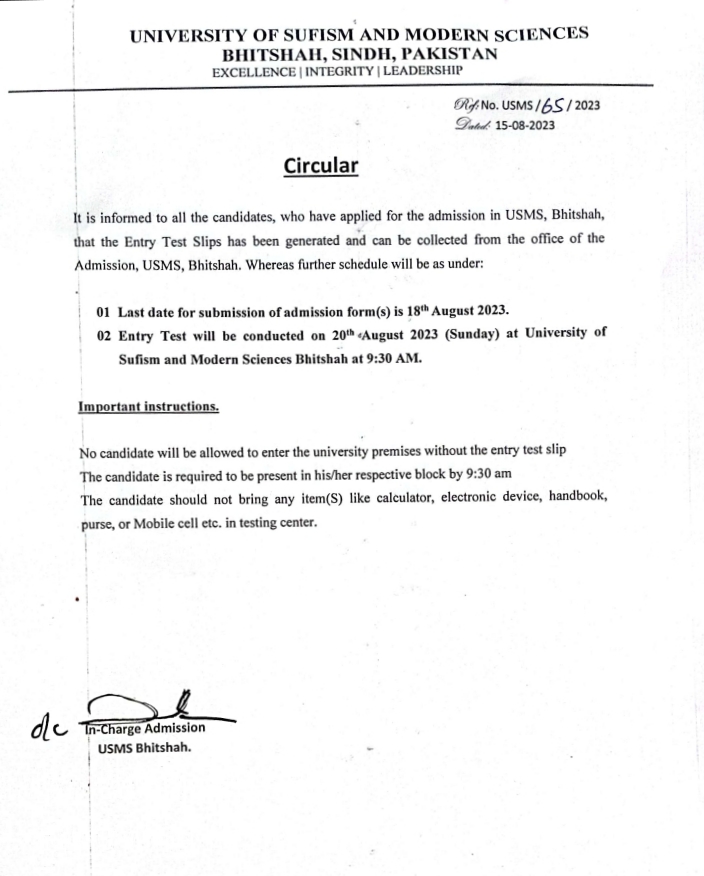 UNIVERSITY OF SUFISM AND MODERN SCIENCES
BHITSHAH, SINDH, PAKISTAN
EXCELLENCE | INTEGRITY | LEADERSHIP
Ref: No. USMS/65/2023
Dated: 15-08-2023
Circular
It is informed to all the candidates, who have applied for the admission in USMS, Bhitshah,
that the Entry Test Slips has been generated and can be collected from the office of the
Admission, USMS, Bhitshah. Whereas further schedule will be as under:
01 Last date for submission of admission form(s) is 18th August 2023.
02 Entry Test will be conducted on 20th August 2023 (Sunday) at University of
Sufism and Modern Sciences Bhitshah at 9:30 AM.
Important instructions.
No candidate will be allowed to enter the university premises without the entry test slip
The candidate is required to be present in his/her respective block by 9:30 am
The candidate should not bring any item(S) like calculator, electronic device, handbook,
purse, or Mobile cell etc. in testing center.
d/c In-Charge Admission
USMS Bhitshah.